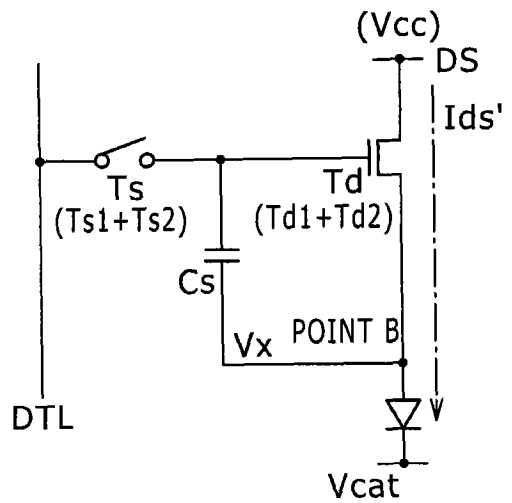 (Vcc)
DS
Ids'
Ts
(Ts1+Ts2)
Td
(Td1+Td2)
Cs
Vx
POINT B
DTL
Vcat